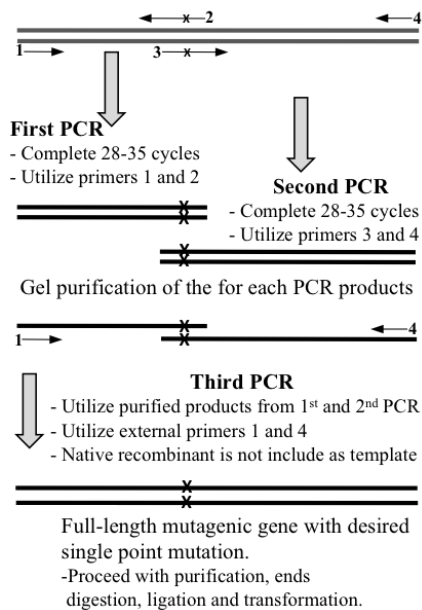 x 2 4
1 3 x
First PCR
- Complete 28-35 cycles
- Utilize primers 1 and 2
Second PCR
- Complete 28-35 cycles
- Utilize primers 3 and 4
X
X
X
X
Gel purification of the for each PCR products
X
1 X 4
Third PCR
- Utilize purified products from 1st and 2nd PCR
- Utilize external primers 1 and 4
- Native recombinant is not include as template
X
X
Full-length mutagenic gene with desired
single point mutation.
-Proceed with purification, ends
digestion, ligation and transformation.